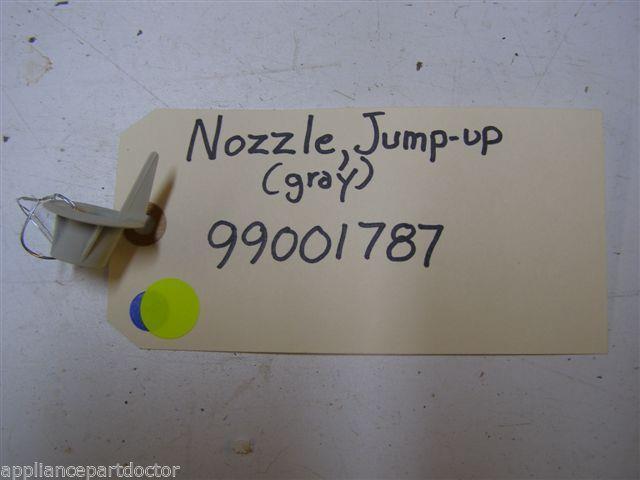 Nozzle, Jump-up
(gray)
99001787
appliancepartdoctor